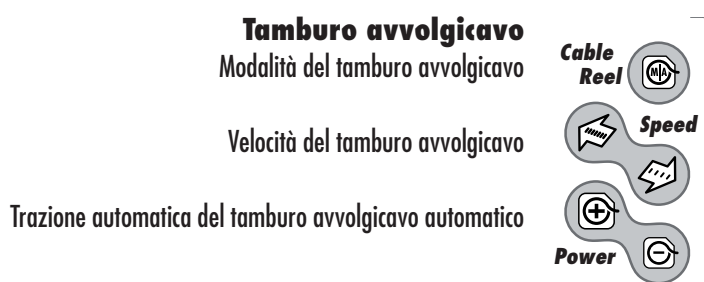 Tamburo avvolgicavo
Modalità del tamburo avvolgicavo
Cable
Reel
M A
Velocità del tamburo avvolgicavo
Speed
Trazione automatica del tamburo avvolgicavo automatico
Power